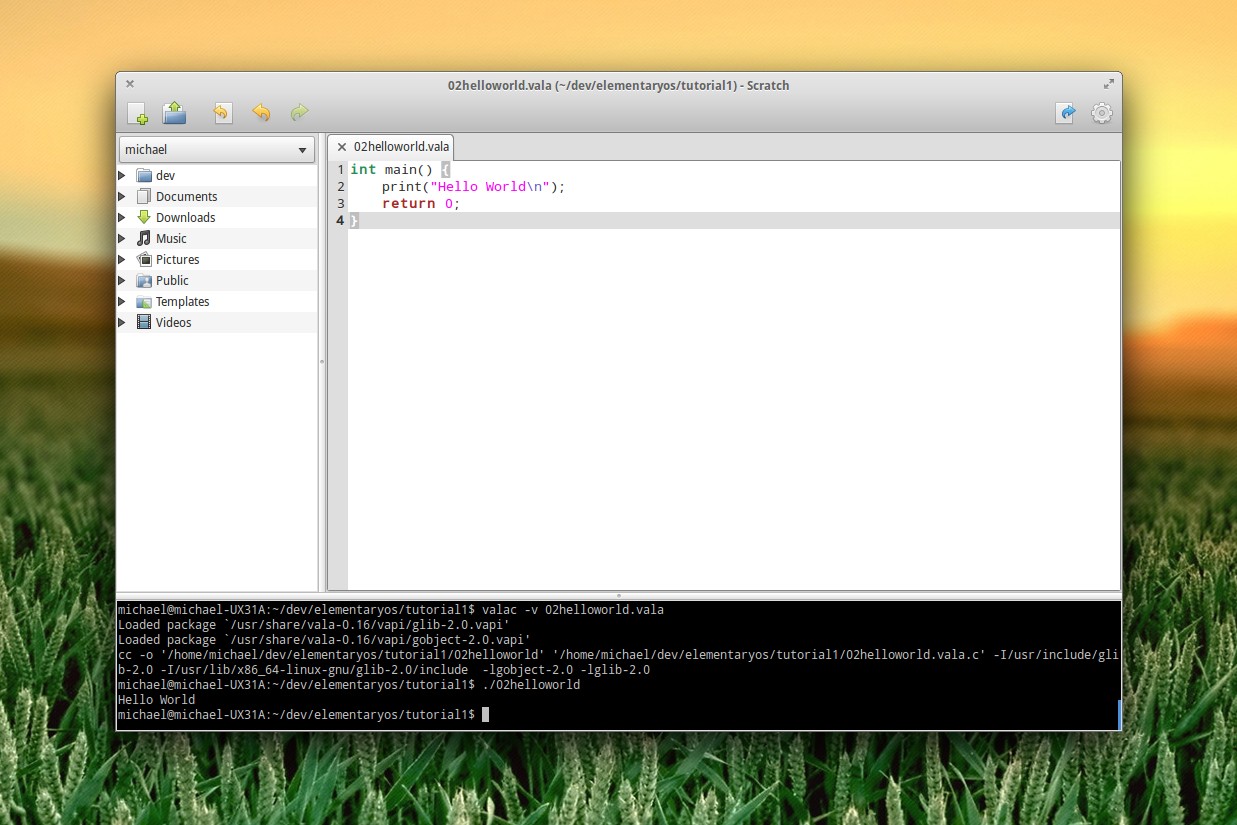 02helloworld.vala (~/dev/elementaryos/tutorial1) - Scratch
michael
dev
Documents
Downloads
Music
Pictures
Public
Templates
Videos
02helloworld.vala
1 int main() {
2     print("Hello World\n");
3     return 0;
4 }
michael@michael-UX31A:~/dev/elementaryos/tutorial1$ valac -v 02helloworld.vala
Loaded package `/usr/share/vala-0.16/vapi/glib-2.0.vapi'
Loaded package `/usr/share/vala-0.16/vapi/gobject-2.0.vapi'
cc -o '/home/michael/dev/elementaryos/tutorial1/02helloworld' '/home/michael/dev/elementaryos/tutorial1/02helloworld.vala.c' -I/usr/include/gli
b-2.0 -I/usr/lib/x86_64-linux-gnu/glib-2.0/include  -lgobject-2.0 -lglib-2.0
michael@michael-UX31A:~/dev/elementaryos/tutorial1$ ./02helloworld
Hello World
michael@michael-UX31A:~/dev/elementaryos/tutorial1$